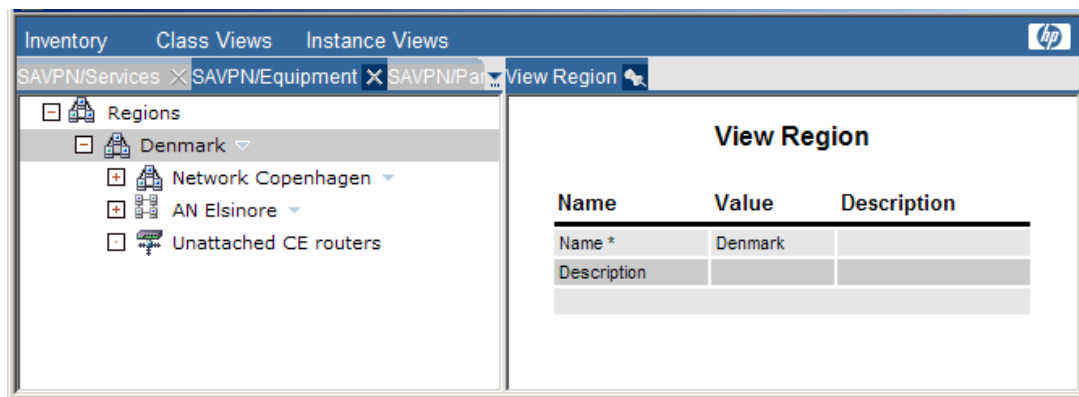 Inventory Class Views Instance Views
hp
SAVPN/Services SAVPN/Equipment SAVPN/Par
View Region
Regions
Denmark
Network Copenhagen
AN Elsinore
Unattached CE routers
View Region
Name Value Description
Name * Denmark
Description